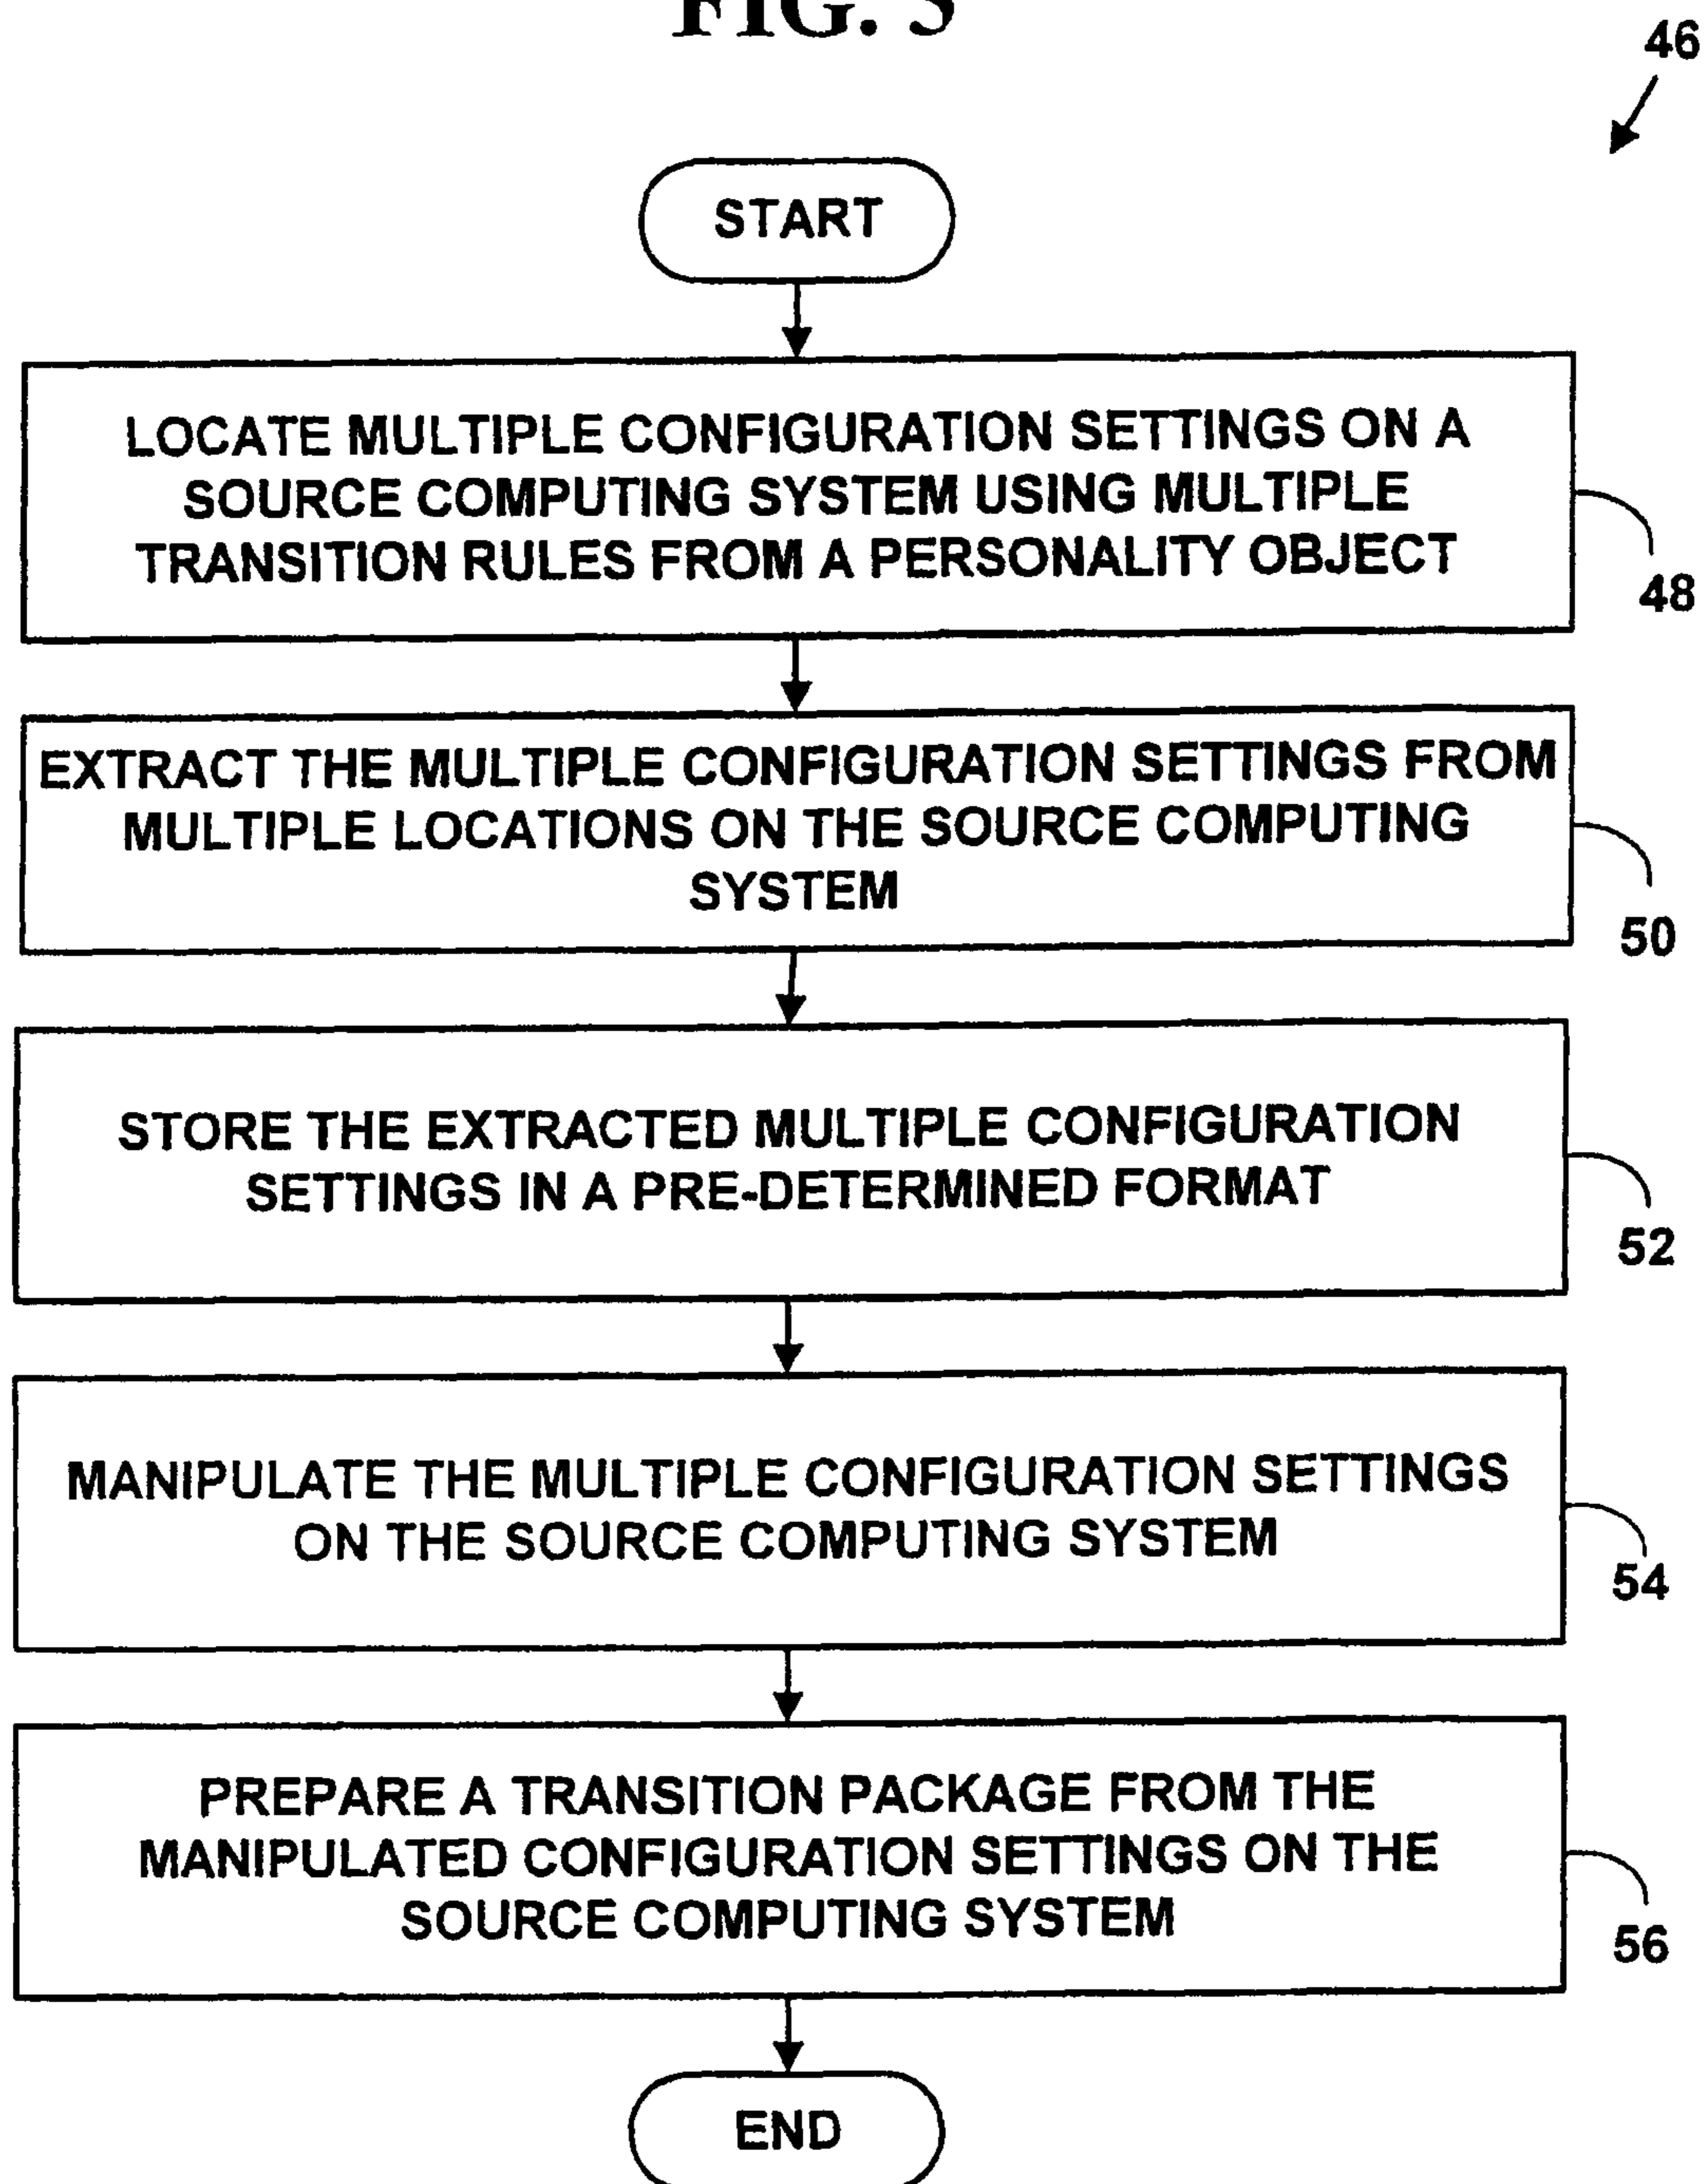 FIG.
46
START
LOCATE MULTIPLE CONFIGURATION SETTINGS ON A
SOURCE COMPUTING SYSTEM USING MULTIPLE
TRANSITION RULES FROM A PERSONALITY OBJECT
48
EXTRACT THE MULTIPLE CONFIGURATION SETTINGS FROM
MULTIPLE LOCATIONS ON THE SOURCE COMPUTING
SYSTEM
50
STORE THE EXTRACTED MULTIPLE CONFIGURATION
SETTINGS IN A PRE-DETERMINED FORMAT
52
MANIPULATE THE MULTIPLE CONFIGURATION SETTINGS
ON THE SOURCE COMPUTING SYSTEM
54
PREPARE A TRANSITION PACKAGE FROM THE
MANIPULATED CONFIGURATION SETTINGS ON THE
SOURCE COMPUTING SYSTEM
56
END